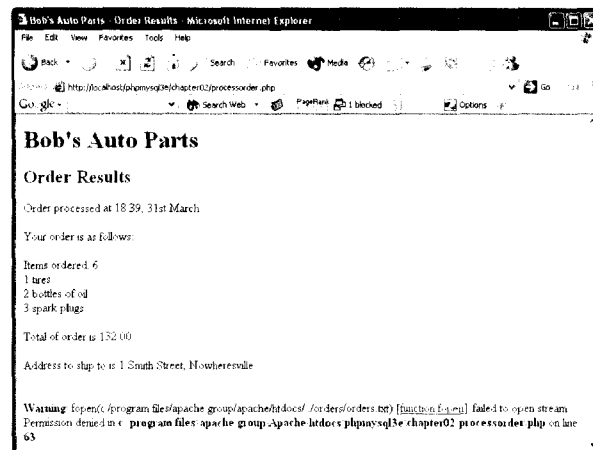 Bob's Auto Parts - Order Results - Microsoft Internet Explorer
File Edit View Favorites Tools Help
Back Search Favorites Media
http://localhost/phpmysql3e/chapter02/processorder.php Go
Google Search Web PageRank 1 blocked Options
Bob's Auto Parts
Order Results
Order processed at 18:39, 31st March
Your order is as follows:
Items ordered: 6
1 tires
2 bottles of oil
3 spark plugs
Total of order is 132.00
Address to ship to is 1 Smith Street, Nowheresville
Warning: fopen(c:/program files/apache group/apache/htdocs/../orders/orders.txt) [function.fopen]: failed to open stream:
Permission denied in c:\program files\apache group\Apache\htdocs\phpmysql3e\chapter02\processorder.php on line
63